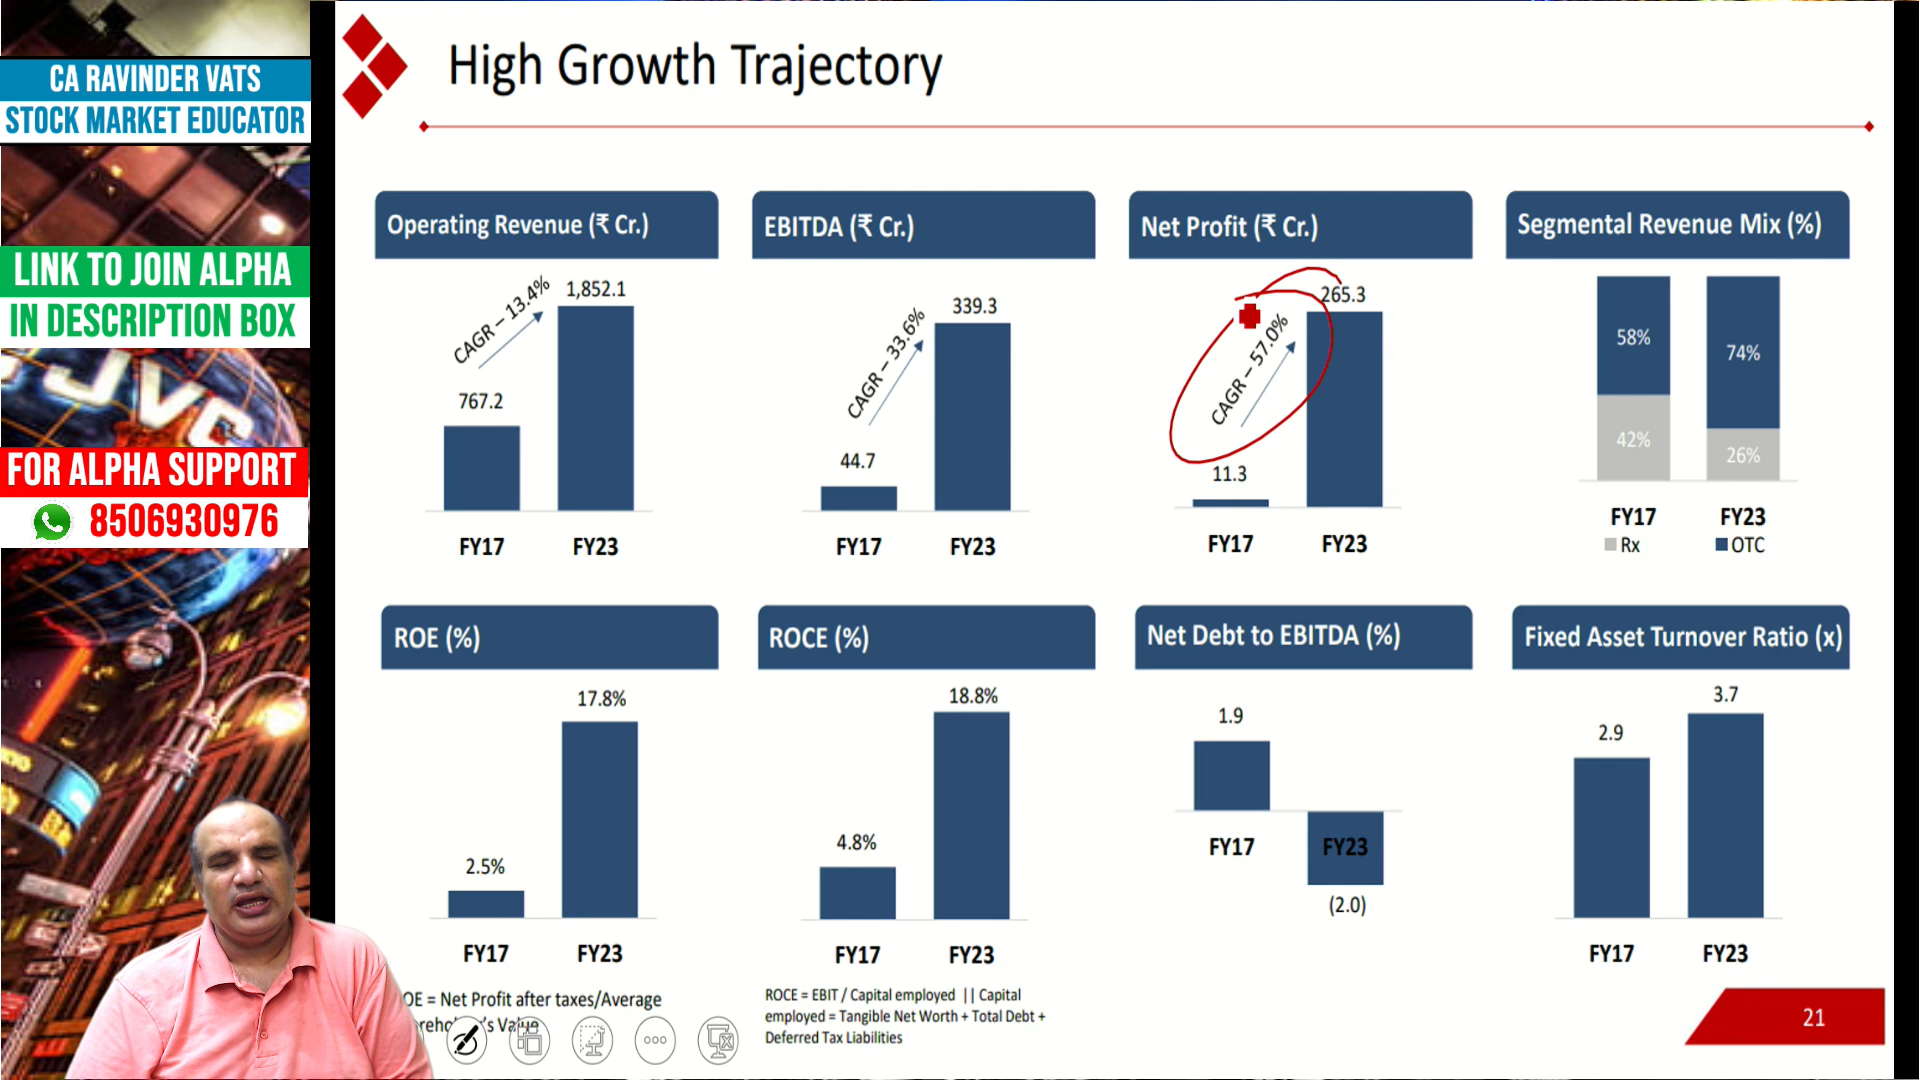 CA RAVINDER VATS
STOCK MARKET EDUCATOR
LINK TO JOIN ALPHA
IN DESCRIPTION BOX
JVC
FOR ALPHA SUPPORT
8506930976
High Growth Trajectory
Operating Revenue (₹ Cr.)
CAGR – 13.4%
1,852.1
767.2
FY17 FY23
EBITDA (₹ Cr.)
CAGR – 33.6%
339.3
44.7
FY17 FY23
Net Profit (₹ Cr.)
CAGR – 57.0%
265.3
11.3
FY17 FY23
Segmental Revenue Mix (%)
58%
74%
42%
26%
FY17 FY23
Rx OTC
ROE (%)
17.8%
2.5%
FY17 FY23
OE = Net Profit after taxes/Average
ROCE (%)
18.8%
4.8%
FY17 FY23
ROCE = EBIT / Capital employed || Capital
employed = Tangible Net Worth + Total Debt +
Deferred Tax Liabilities
Net Debt to EBITDA (%)
1.9
FY17 FY23
(2.0)
Fixed Asset Turnover Ratio (x)
3.7
2.9
FY17 FY23
21